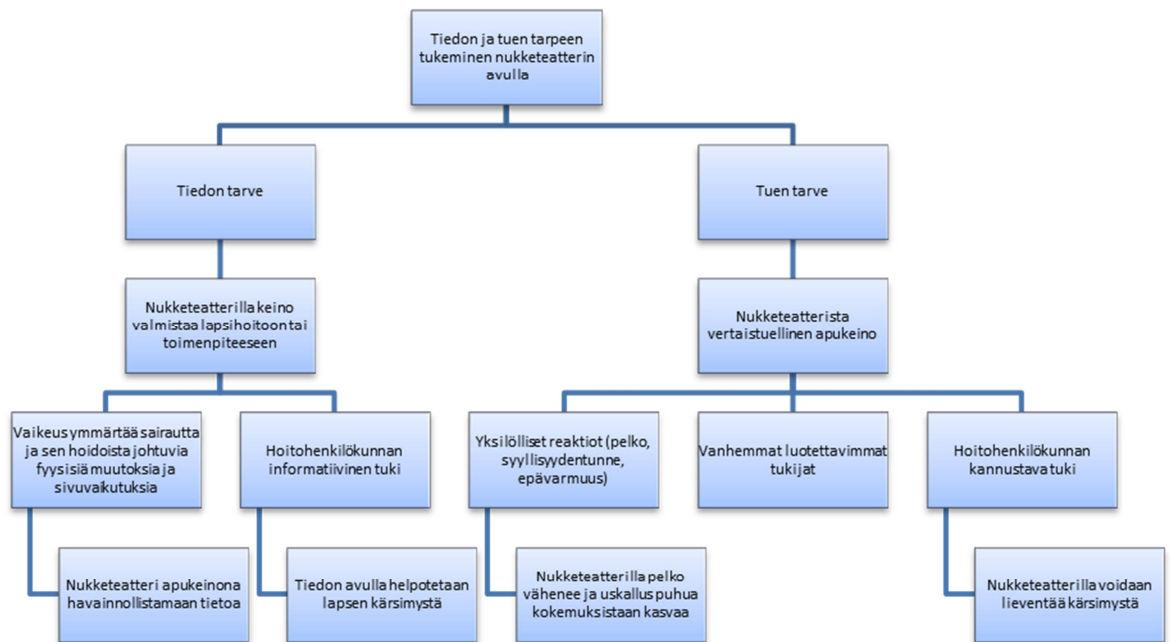 Tiedon ja tuen tarpeen
tukeminen nukketeatterin
avulla
Tiedon tarve
Tuen tarve
Nukketeatterilla keino
valmistaa lapsi hoitoon tai
toimenpiteeseen
Nukketeatterista
vertaistuellinen apukeino
Vaikeus ymmärtää sairautta
ja sen hoidoista johtuvia
fyysisiä muutoksia ja
sivuvaikutuksia
Hoitohenkilökunnan
informatiivinen tuki
Yksilölliset reaktiot (pelko,
syyllisyydentunne,
epävarmuus)
Vanhemmat luotettavimmat
tukijat
Hoitohenkilökunnan
kannustava tuki
Nukketeatteri apukeinona
havainnollistamaan tietoa
Tiedon avulla helpotetaan
lapsen kärsimystä
Nukketeatterilla pelko
vähenee ja uskallus puhua
kokemuksistaan kasvaa
Nukketeatterilla voidaan
lieventää kärsimystä